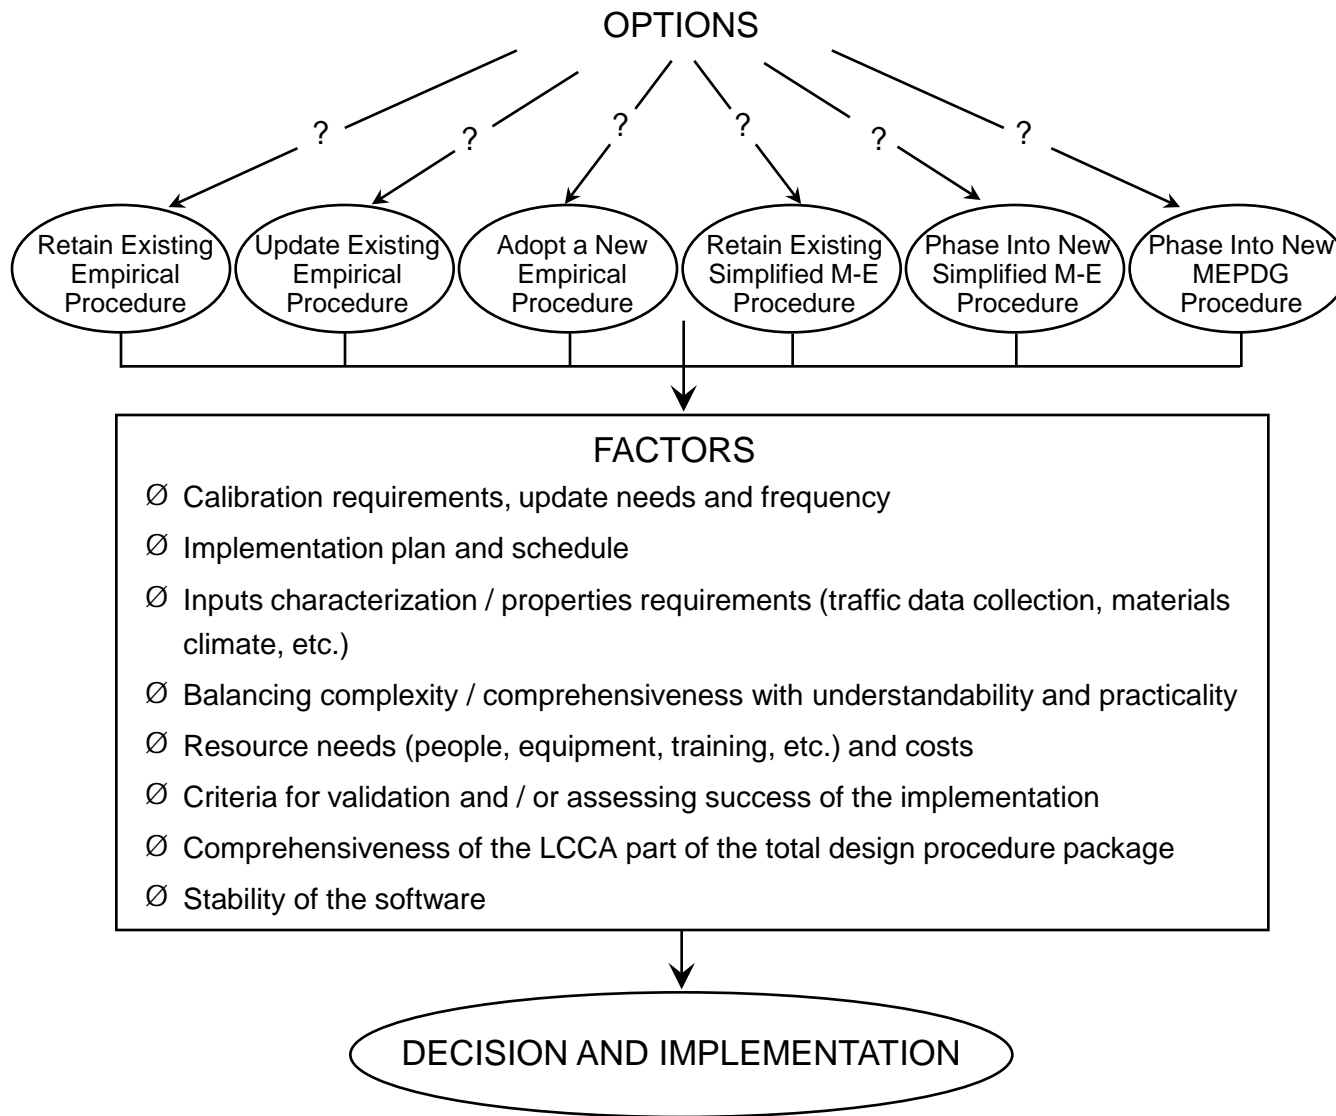 OPTIONS
? ? ? ? ? ?
Retain Existing
Empirical
Procedure
Update Existing
Empirical
Procedure
Adopt a New
Empirical
Procedure
Retain Existing
Simplified M-E
Procedure
Phase Into New
Simplified M-E
Procedure
Phase Into New
MEPDG
Procedure
FACTORS
Ø Calibration requirements, update needs and frequency
Ø Implementation plan and schedule
Ø Inputs characterization / properties requirements (traffic data collection, materials
climate, etc.)
Ø Balancing complexity / comprehensiveness with understandability and practicality
Ø Resource needs (people, equipment, training, etc.) and costs
Ø Criteria for validation and / or assessing success of the implementation
Ø Comprehensiveness of the LCCA part of the total design procedure package
Ø Stability of the software
DECISION AND IMPLEMENTATION